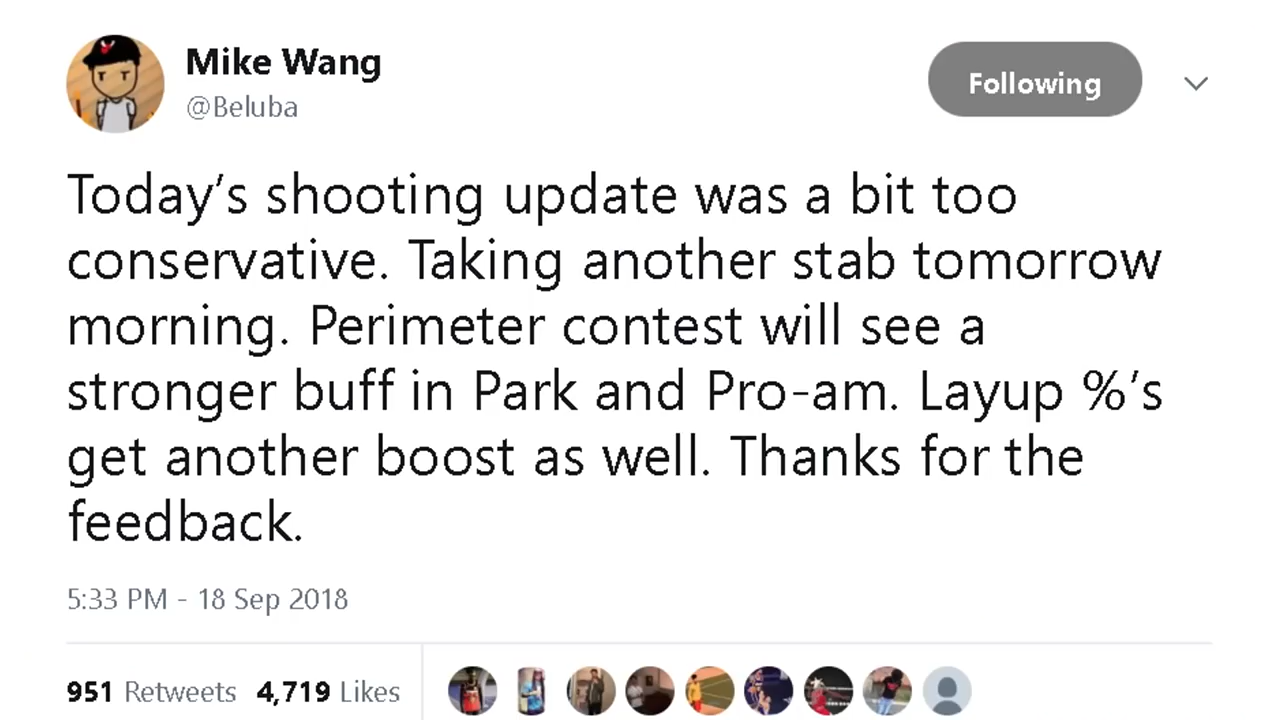 Mike Wang
@Beluba
Following
Today's shooting update was a bit too
conservative. Taking another stab tomorrow
morning. Perimeter contest will see a
stronger buff in Park and Pro-am. Layup %'s
get another boost as well. Thanks for the
feedback.
5:33 PM - 18 Sep 2018
951 Retweets 4,719 Likes